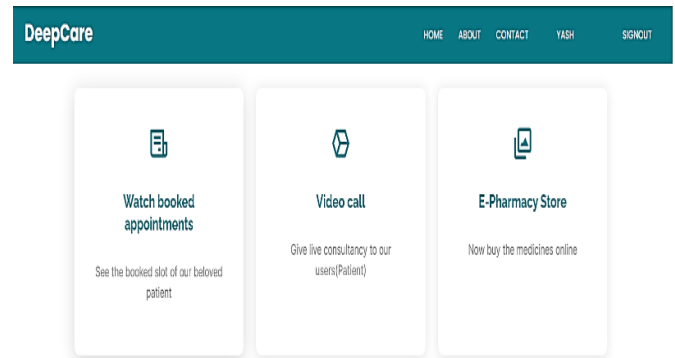 DeepCare
HOME ABOUT CONTACT YASH SIGNOUT
Watch booked
appointments
See the booked slot of our beloved
patient
Video call
Give live consultancy to our
users(Patient)
E-Pharmacy Store
Now buy the medicines online